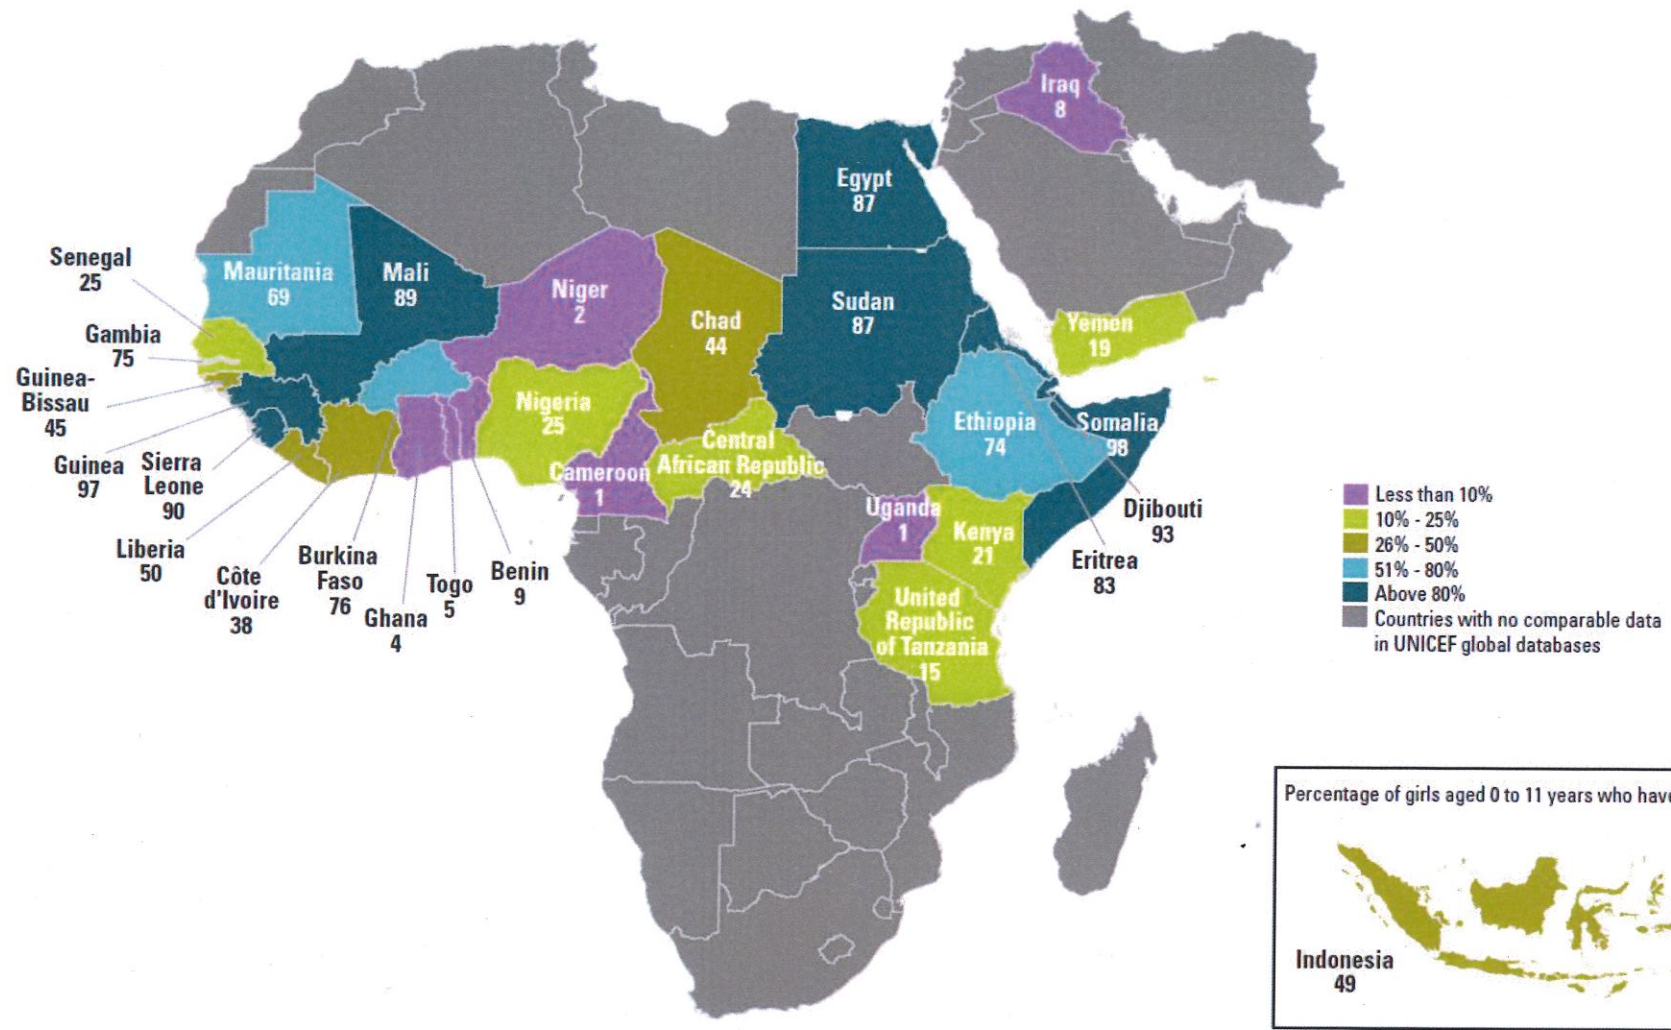 Iraq
8
Egypt
87
Senegal
25
Mauritania
69
Mali
89
Niger
2
Chad
44
Sudan
87
Yemen
19
Gambia
75
Guinea-
Bissau
45
Guinea
97
Sierra
Leone
90
Nigeria
25
Central
African Republic
24
Cameroon
1
Ethiopia
74
Somalia
98
Uganda
1
Kenya
21
Djibouti
93
Eritrea
83
Liberia
50
Côte
d'Ivoire
38
Burkina
Faso
76
Ghana
4
Togo
5
Benin
9
United
Republic
of Tanzania
15
Less than 10%
10% - 25%
26% - 50%
51% - 80%
Above 80%
Countries with no comparable data
in UNICEF global databases
Percentage of girls aged 0 to 11 years who have
Indonesia
49